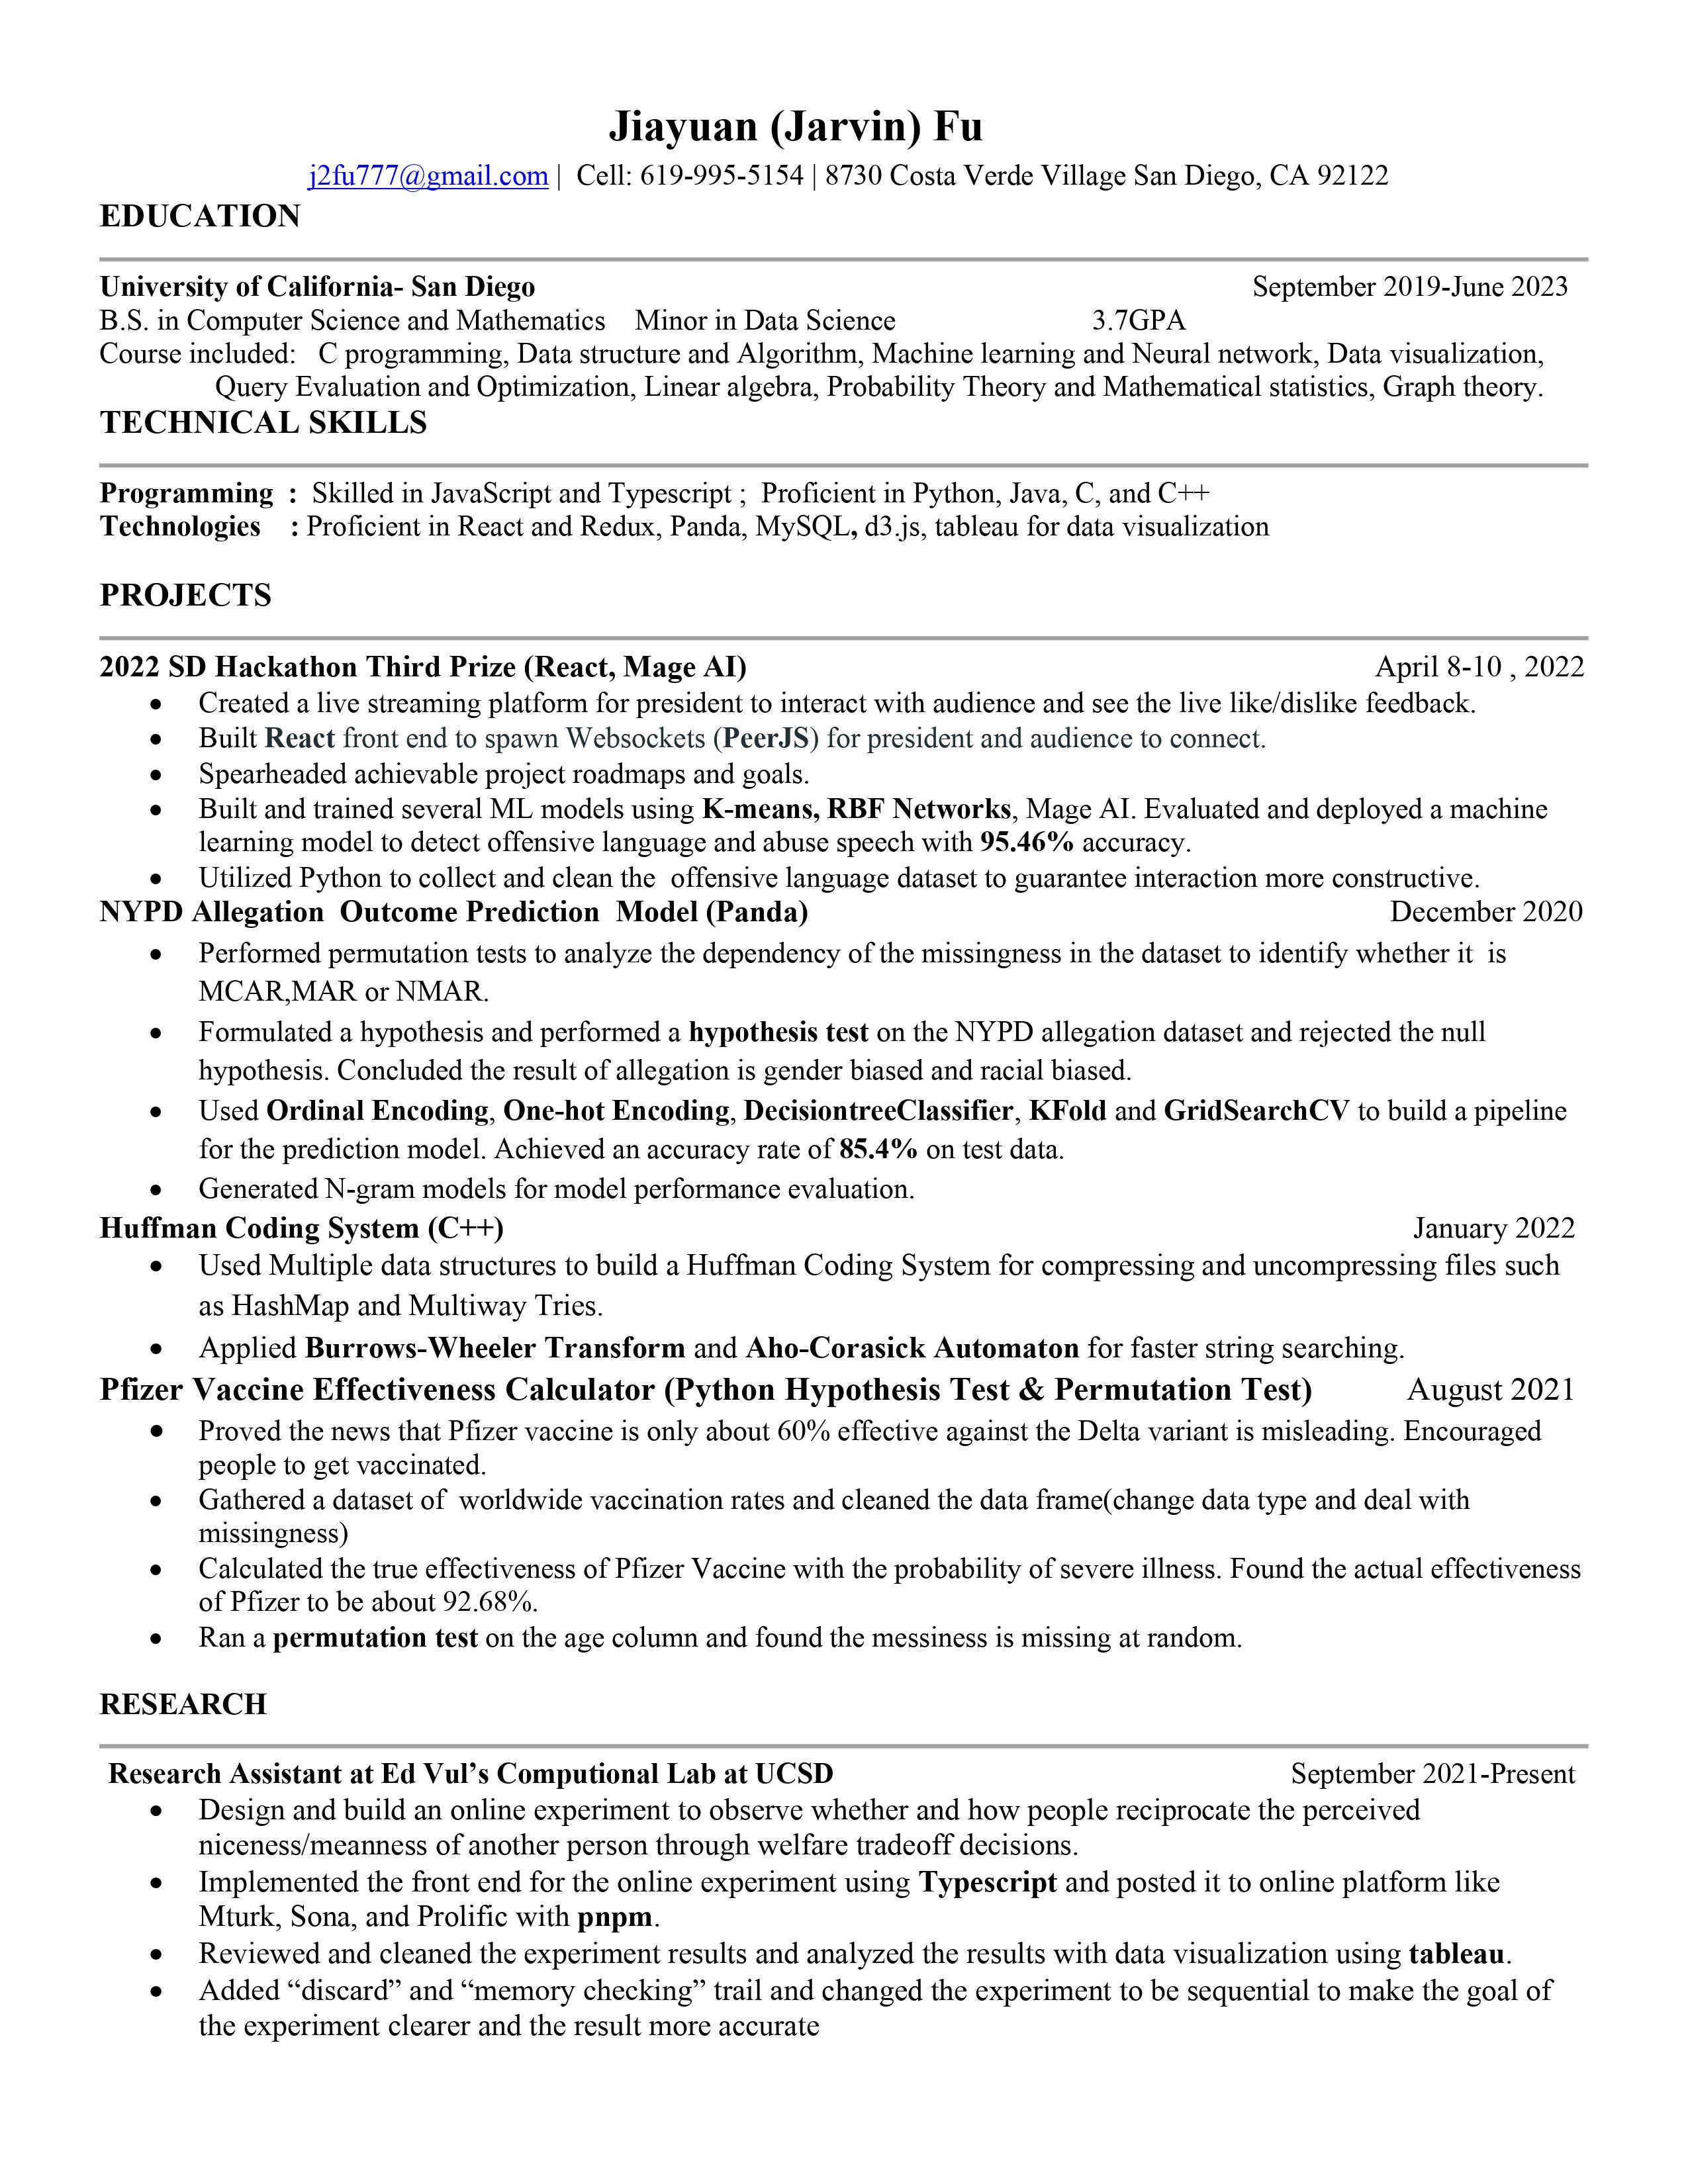 Jiayuan (Jarvin) Fu
j2fu777@gmail.com | Cell: 619-995-5154 | 8730 Costa Verde Village San Diego, CA 92122
EDUCATION
University of California- San Diego September 2019-June 2023
B.S. in Computer Science and Mathematics Minor in Data Science 3.7GPA
Course included: C programming, Data structure and Algorithm, Machine learning and Neural network, Data visualization,
Query Evaluation and Optimization, Linear algebra, Probability Theory and Mathematical statistics, Graph theory.
TECHNICAL SKILLS
Programming : Skilled in JavaScript and Typescript ; Proficient in Python, Java, C, and C++
Technologies : Proficient in React and Redux, Panda, MySQL, d3.js, tableau for data visualization
PROJECTS
2022 SD Hackathon Third Prize (React, Mage AI) April 8-10 , 2022
• Created a live streaming platform for president to interact with audience and see the live like/dislike feedback.
• Built React front end to spawn Websockets (PeerJS) for president and audience to connect.
• Spearheaded achievable project roadmaps and goals.
• Built and trained several ML models using K-means, RBF Networks, Mage AI. Evaluated and deployed a machine
learning model to detect offensive language and abuse speech with 95.46% accuracy.
• Utilized Python to collect and clean the offensive language dataset to guarantee interaction more constructive.
NYPD Allegation Outcome Prediction Model (Panda) December 2020
• Performed permutation tests to analyze the dependency of the missingness in the dataset to identify whether it is
MCAR,MAR or NMAR.
• Formulated a hypothesis and performed a hypothesis test on the NYPD allegation dataset and rejected the null
hypothesis. Concluded the result of allegation is gender biased and racial biased.
• Used Ordinal Encoding, One-hot Encoding, DecisiontreeClassifier, KFold and GridSearchCV to build a pipeline
for the prediction model. Achieved an accuracy rate of 85.4% on test data.
• Generated N-gram models for model performance evaluation.
Huffman Coding System (C++) January 2022
• Used Multiple data structures to build a Huffman Coding System for compressing and uncompressing files such
as HashMap and Multiway Tries.
• Applied Burrows-Wheeler Transform and Aho-Corasick Automaton for faster string searching.
Pfizer Vaccine Effectiveness Calculator (Python Hypothesis Test & Permutation Test) August 2021
• Proved the news that Pfizer vaccine is only about 60% effective against the Delta variant is misleading. Encouraged
people to get vaccinated.
• Gathered a dataset of worldwide vaccination rates and cleaned the data frame(change data type and deal with
missingness)
• Calculated the true effectiveness of Pfizer Vaccine with the probability of severe illness. Found the actual effectiveness
of Pfizer to be about 92.68%.
• Ran a permutation test on the age column and found the messiness is missing at random.
RESEARCH
Research Assistant at Ed Vul’s Computional Lab at UCSD September 2021-Present
• Design and build an online experiment to observe whether and how people reciprocate the perceived
niceness/meanness of another person through welfare tradeoff decisions.
• Implemented the front end for the online experiment using Typescript and posted it to online platform like
Mturk, Sona, and Prolific with pnpm.
• Reviewed and cleaned the experiment results and analyzed the results with data visualization using tableau.
• Added “discard” and “memory checking” trail and changed the experiment to be sequential to make the goal of
the experiment clearer and the result more accurate